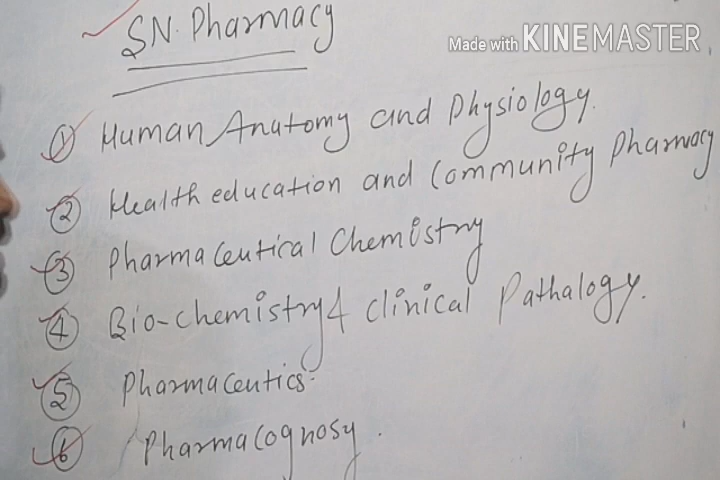 SN. Pharmacy
Made with KINEMASTER
① Human Anatomy and Physiology.
② Health education and Community Pharmacy
③ Pharmaceutical Chemistry
④ Bio-chemistry & clinical Pathalogy.
⑤ Pharmaceutics.
⑥ Pharmacognosy.